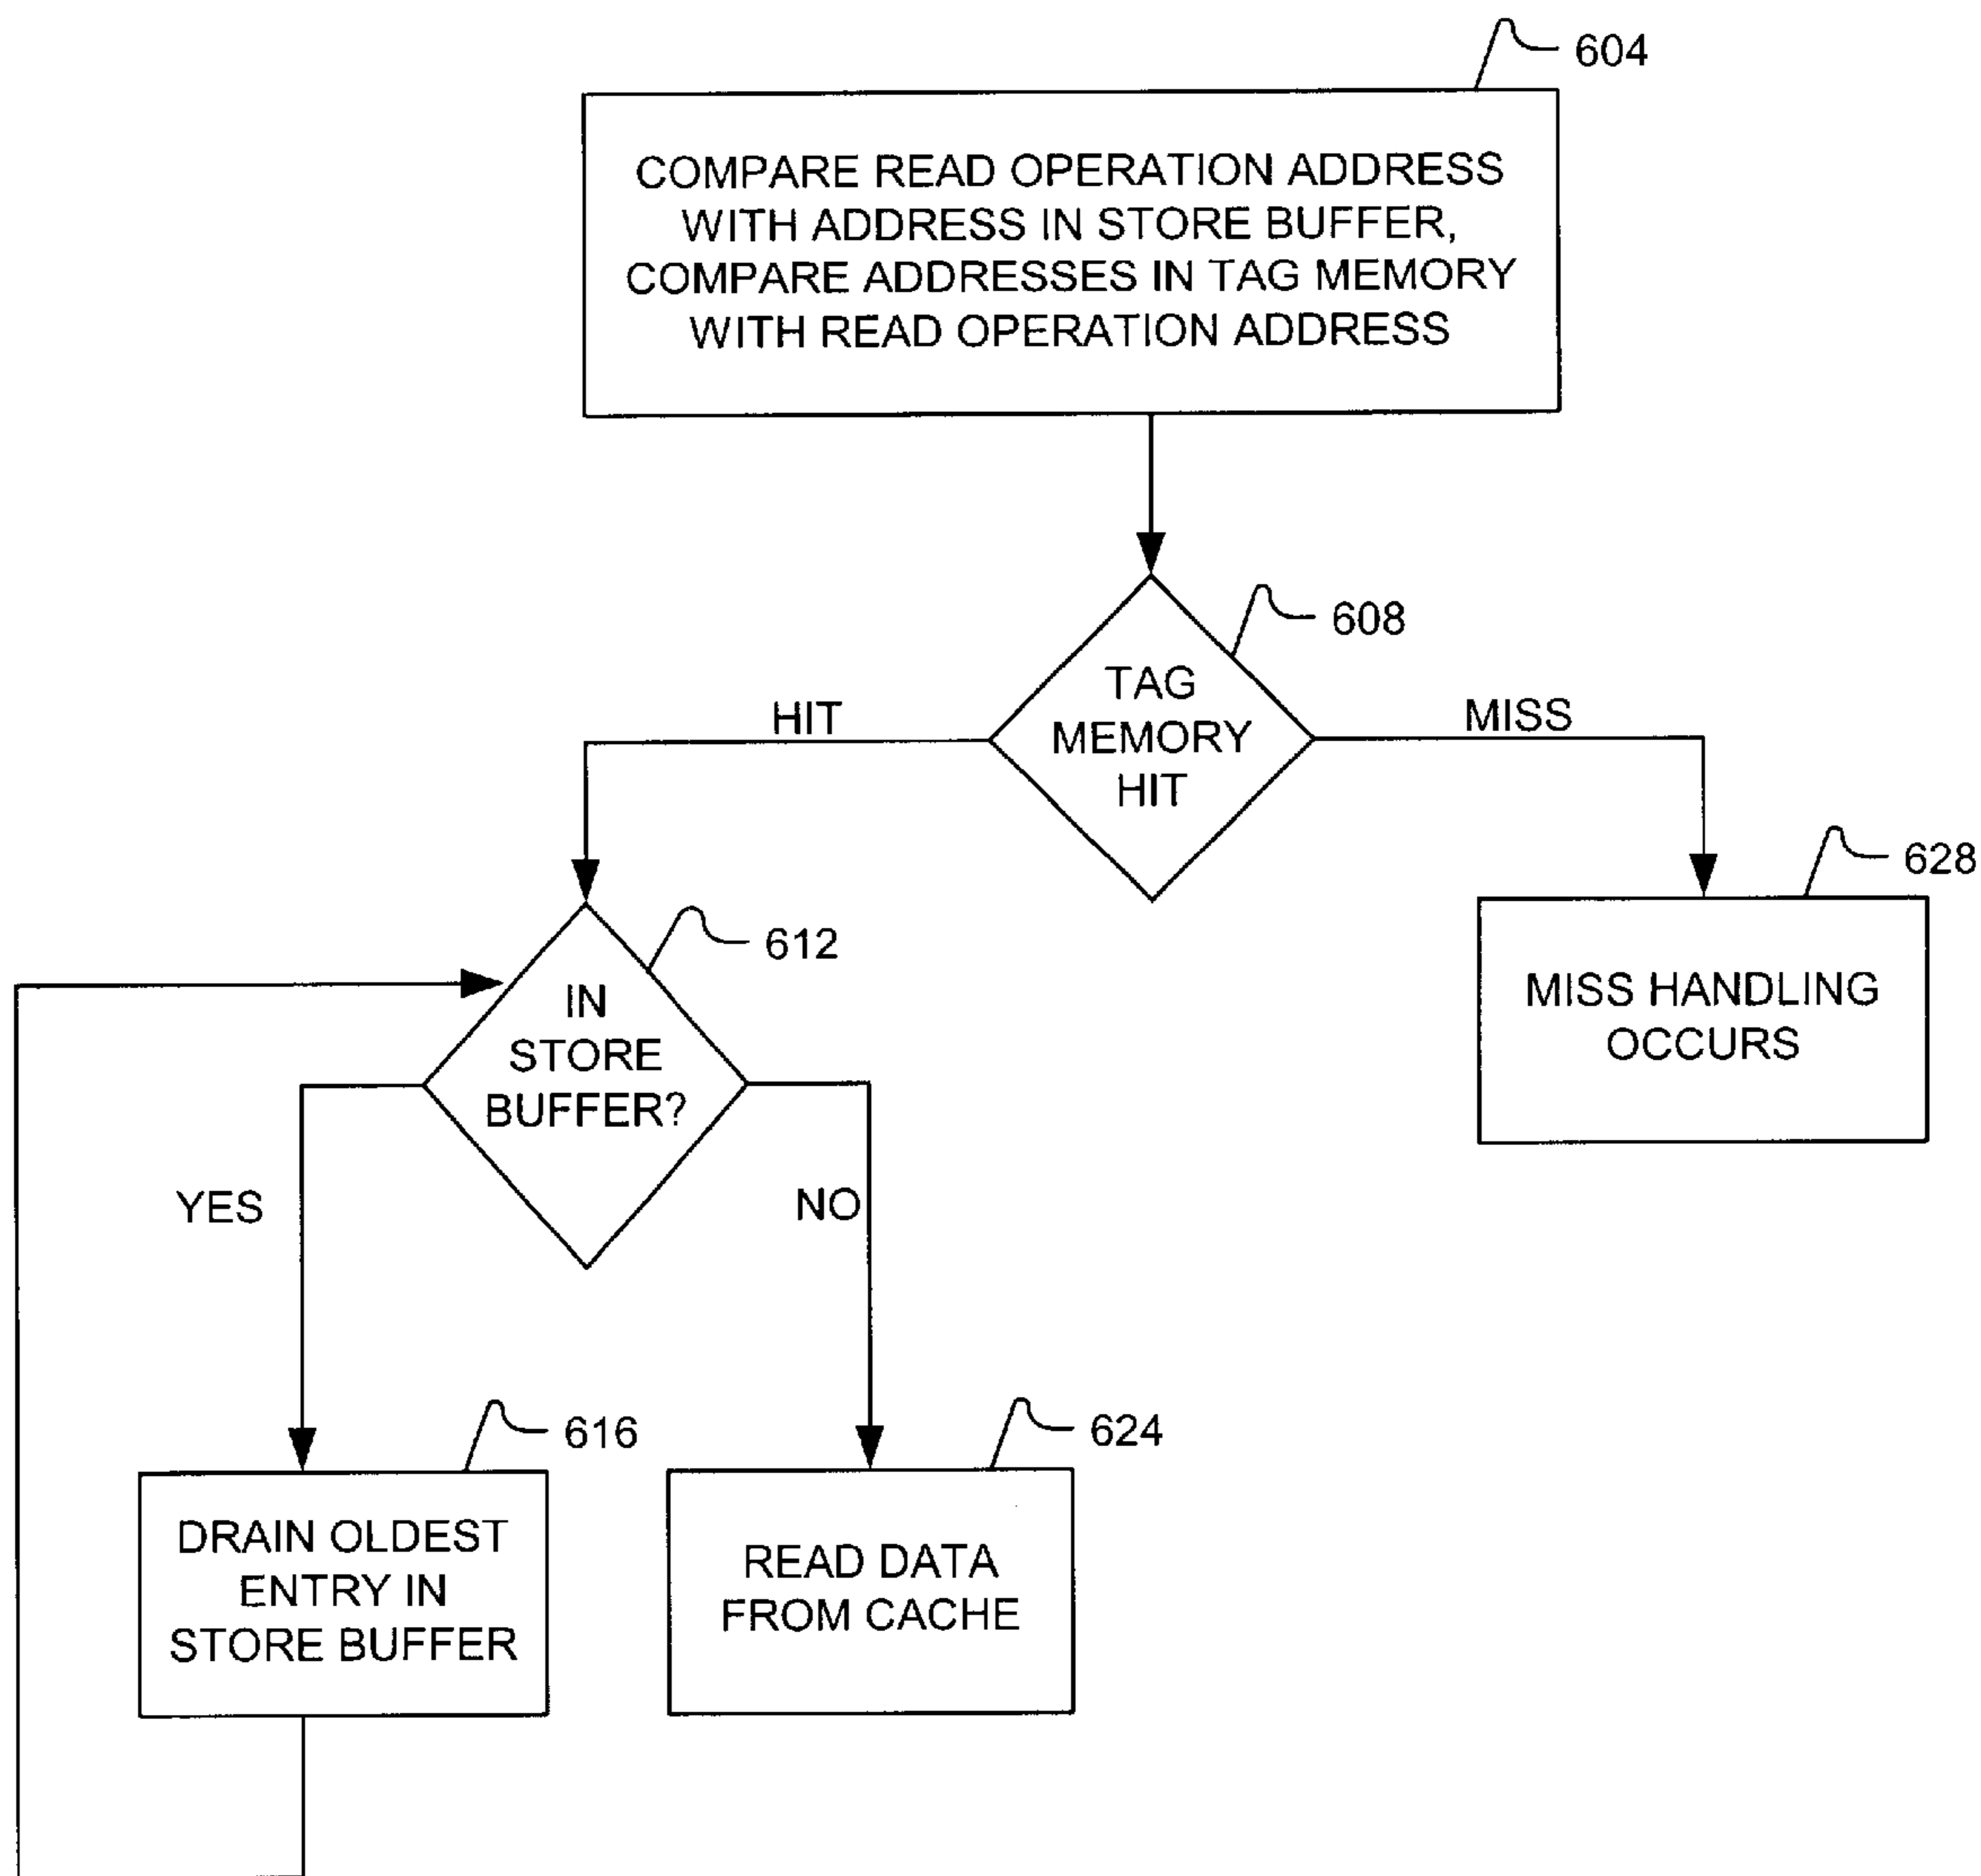 604
COMPARE READ OPERATION ADDRESS
WITH ADDRESS IN STORE BUFFER,
COMPARE ADDRESSES IN TAG MEMORY
WITH READ OPERATION ADDRESS
608
TAG
MEMORY
HIT
HIT
MISS
628
MISS HANDLING
OCCURS
612
IN
STORE
BUFFER?
YES
NO
616
DRAIN OLDEST
ENTRY IN
STORE BUFFER
624
READ DATA
FROM CACHE